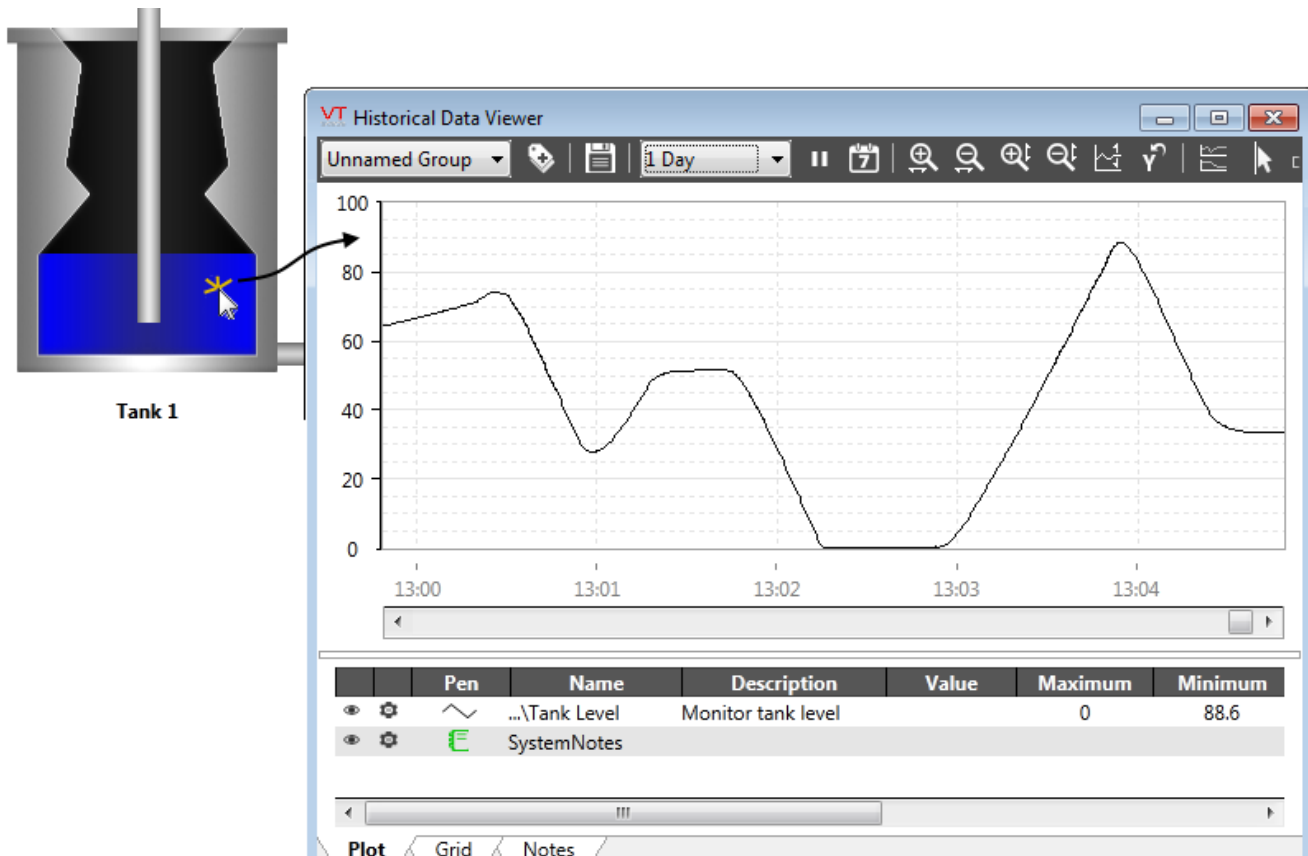 VT Historical Data Viewer
Unnamed Group 1 Day 7 Y
100
80
60
40
20
0
13:00 13:01 13:02 13:03 13:04
Tank 1
Pen Name Description Value Maximum Minimum
...\Tank Level Monitor tank level 0 88.6
SystemNotes
Plot Grid Notes